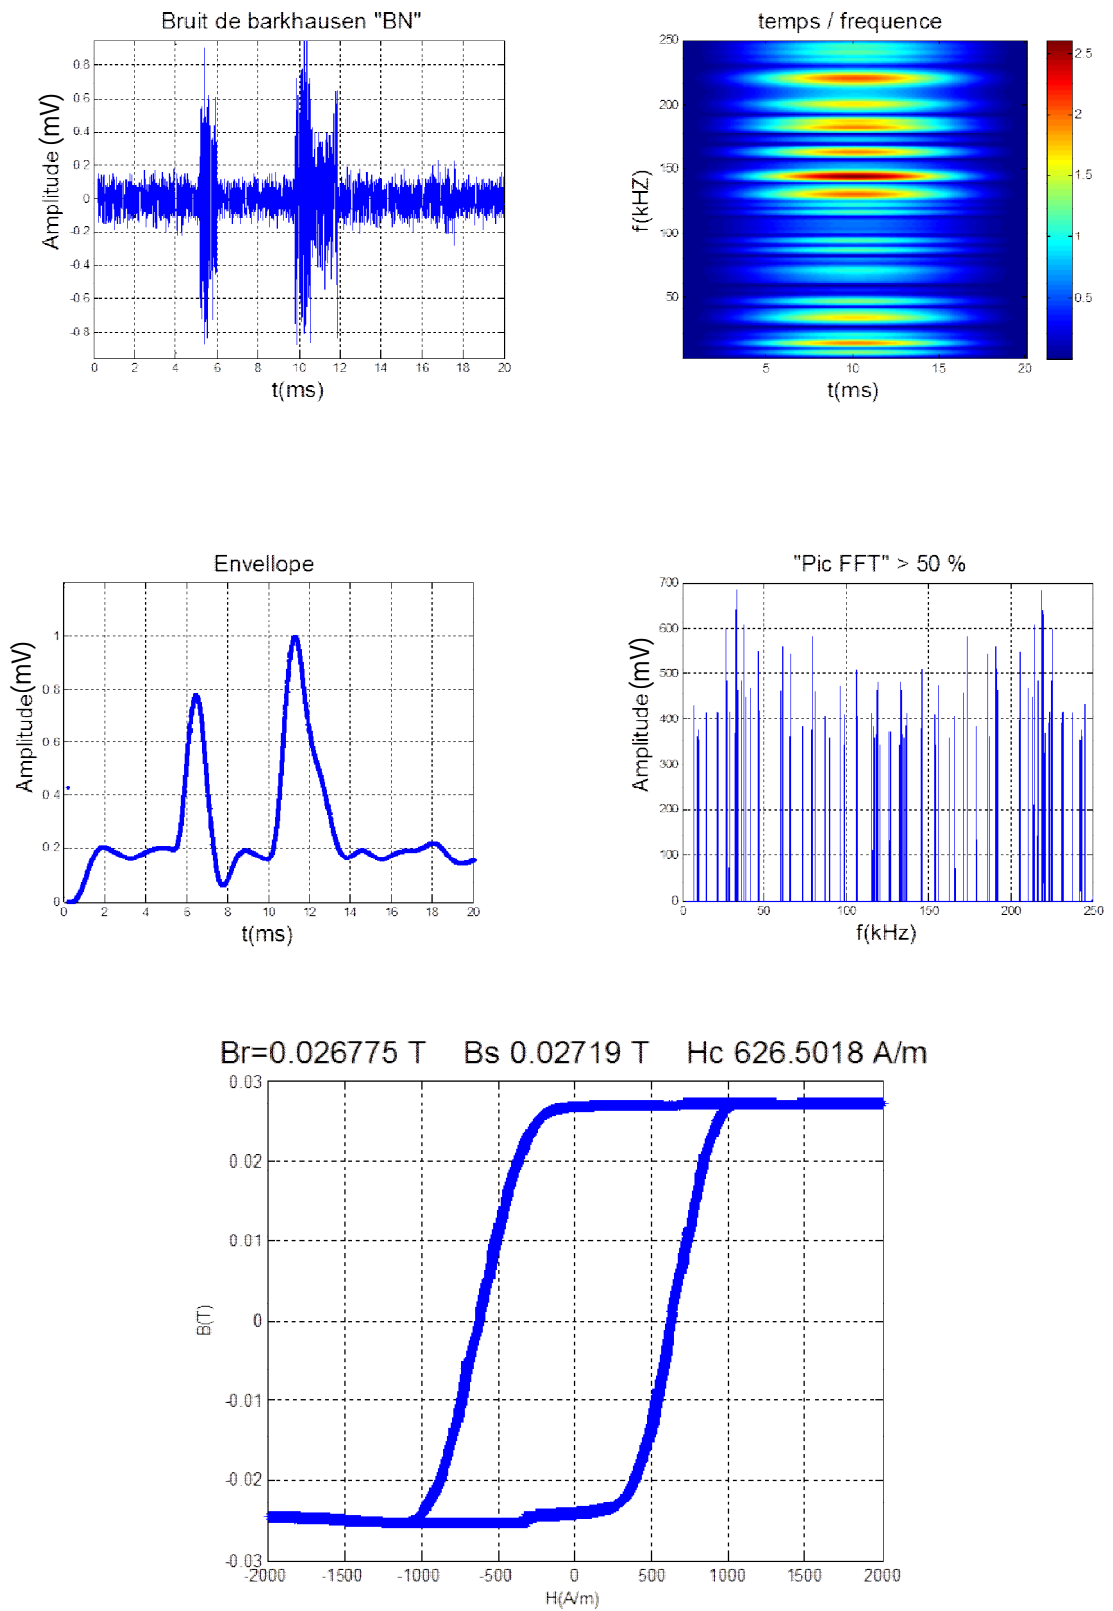 Bruit de barkhausen "BN"
Amplitude (mV)
0.8
0.6
0.4
0.2
0
-0.2
-0.4
-0.6
-0.8
0 2 4 6 8 10 12 14 16 18 20
t(ms)
temps / frequence
f(kHZ)
250
200
150
100
50
5 10 15 20
t(ms)
2.5
2
1.5
1
0.5
Envellope
Amplitude(mV)
1
0.8
0.6
0.4
0.2
0
0 2 4 6 8 10 12 14 16 18 20
t(ms)
"Pic FFT" > 50 %
Amplitude (mV)
700
600
500
400
300
200
100
0
0 50 100 150 200 250
f(kHz)
Br=0.026775 T Bs 0.02719 T Hc 626.5018 A/m
B(T)
0.03
0.02
0.01
0
-0.01
-0.02
-0.03
-2000 -1500 -1000 -500 0 500 1000 1500 2000
H(A/m)